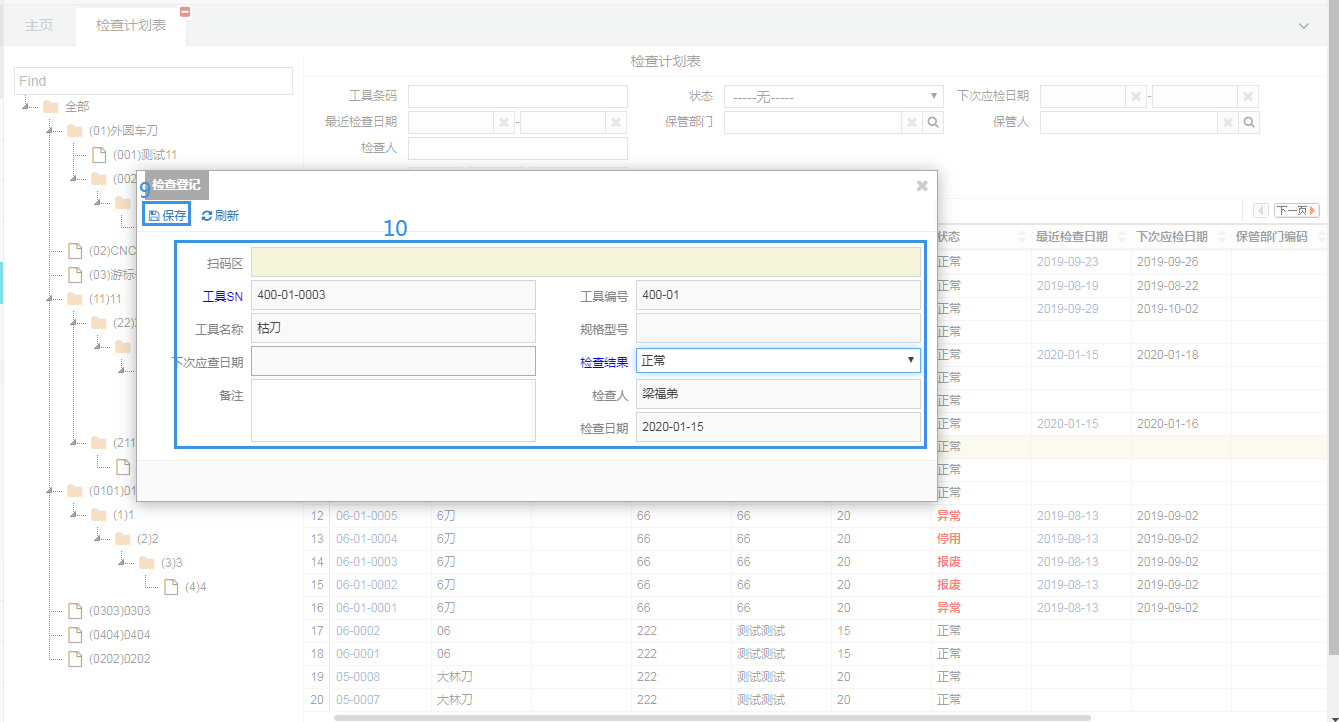 主页 检查计划表
检查计划表
Find
全部
(01)外圆车刀
(001)测试11
(002
(02)CNC
(03)游标
(11)11
(22)
(211
(0101)01
(1)1
(2)2
(3)3
(4)4
(0303)0303
(0404)0404
(0202)0202
工具条码 状态 -----无----- 下次应检日期 -
最近检查日期 - 保管部门 保管人
检查人
下一页
9 检查登记
保存 刷新
10
扫码区
工具SN 400-01-0003 工具编号 400-01
工具名称 枯刀 规格型号
下次应查日期 检查结果 正常
备注 检查人 梁福弟
检查日期 2020-01-15
状态 最近检查日期 下次应检日期 保管部门编码
正常 2019-09-23 2019-09-26
正常 2019-08-19 2019-08-22
正常 2019-09-29 2019-10-02
正常
正常 2020-01-15 2020-01-18
正常
正常
正常 2020-01-15 2020-01-16
正常
正常
正常
12 06-01-0005 6刀 66 66 20 异常 2019-08-13 2019-09-02
13 06-01-0004 6刀 66 66 20 停用 2019-08-13 2019-09-02
14 06-01-0003 6刀 66 66 20 报废 2019-08-13 2019-09-02
15 06-01-0002 6刀 66 66 20 报废 2019-08-13 2019-09-02
16 06-01-0001 6刀 66 66 20 异常 2019-08-13 2019-09-02
17 06-0002 06 222 测试测试 15 正常
18 06-0001 06 222 测试测试 15 正常
19 05-0008 大林刀 222 测试测试 20 正常
20 05-0007 大林刀 222 测试测试 20 正常